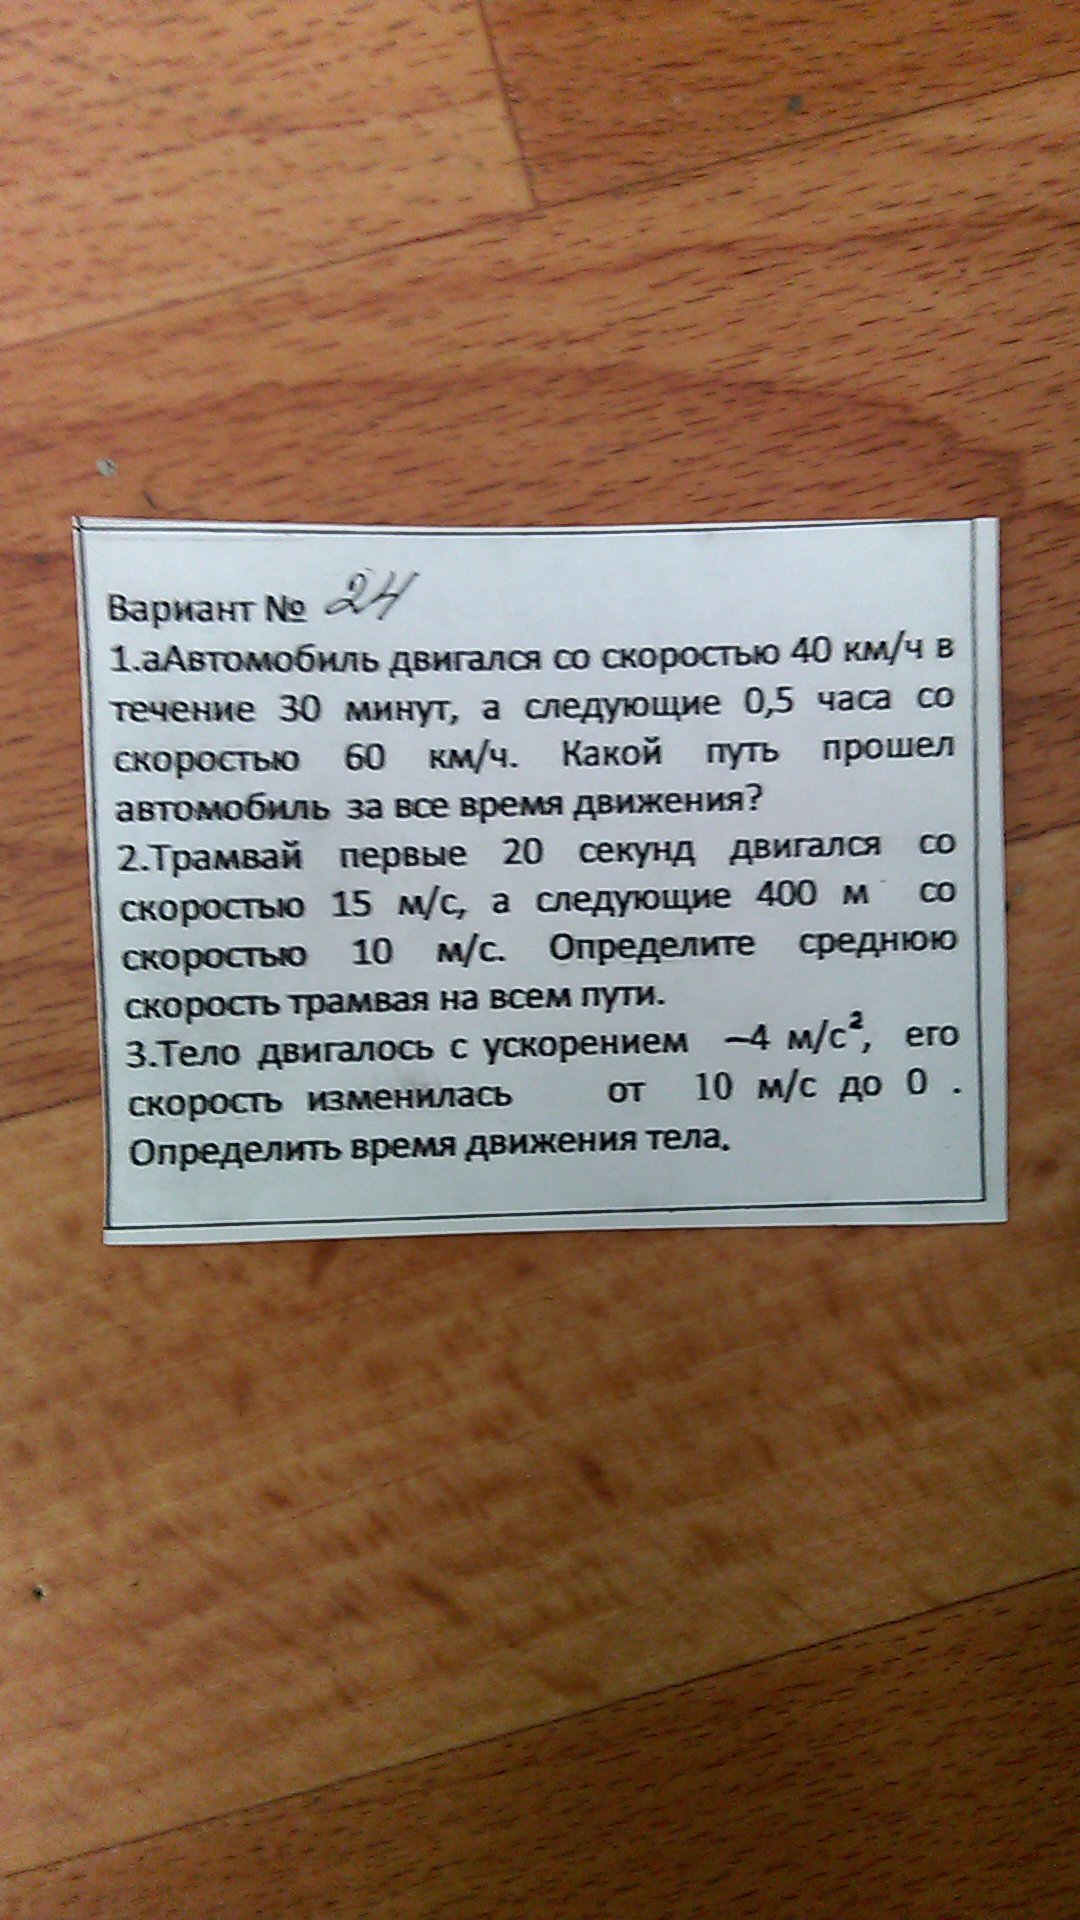 Вариант № 24
1.аАвтомобиль двигался со скоростью 40 км/ч в
течение 30 минут, а следующие 0,5 часа со
скоростью 60 км/ч. Какой путь прошел
автомобиль за все время движения?
2.Трамвай первые 20 секунд двигался со
скоростью 15 м/с, а следующие 400 м со
скоростью 10 м/с. Определите среднюю
скорость трамвая на всем пути.
3.Тело двигалось с ускорением –4 м/с², его
скорость изменилась от 10 м/с до 0 .
Определить время движения тела.